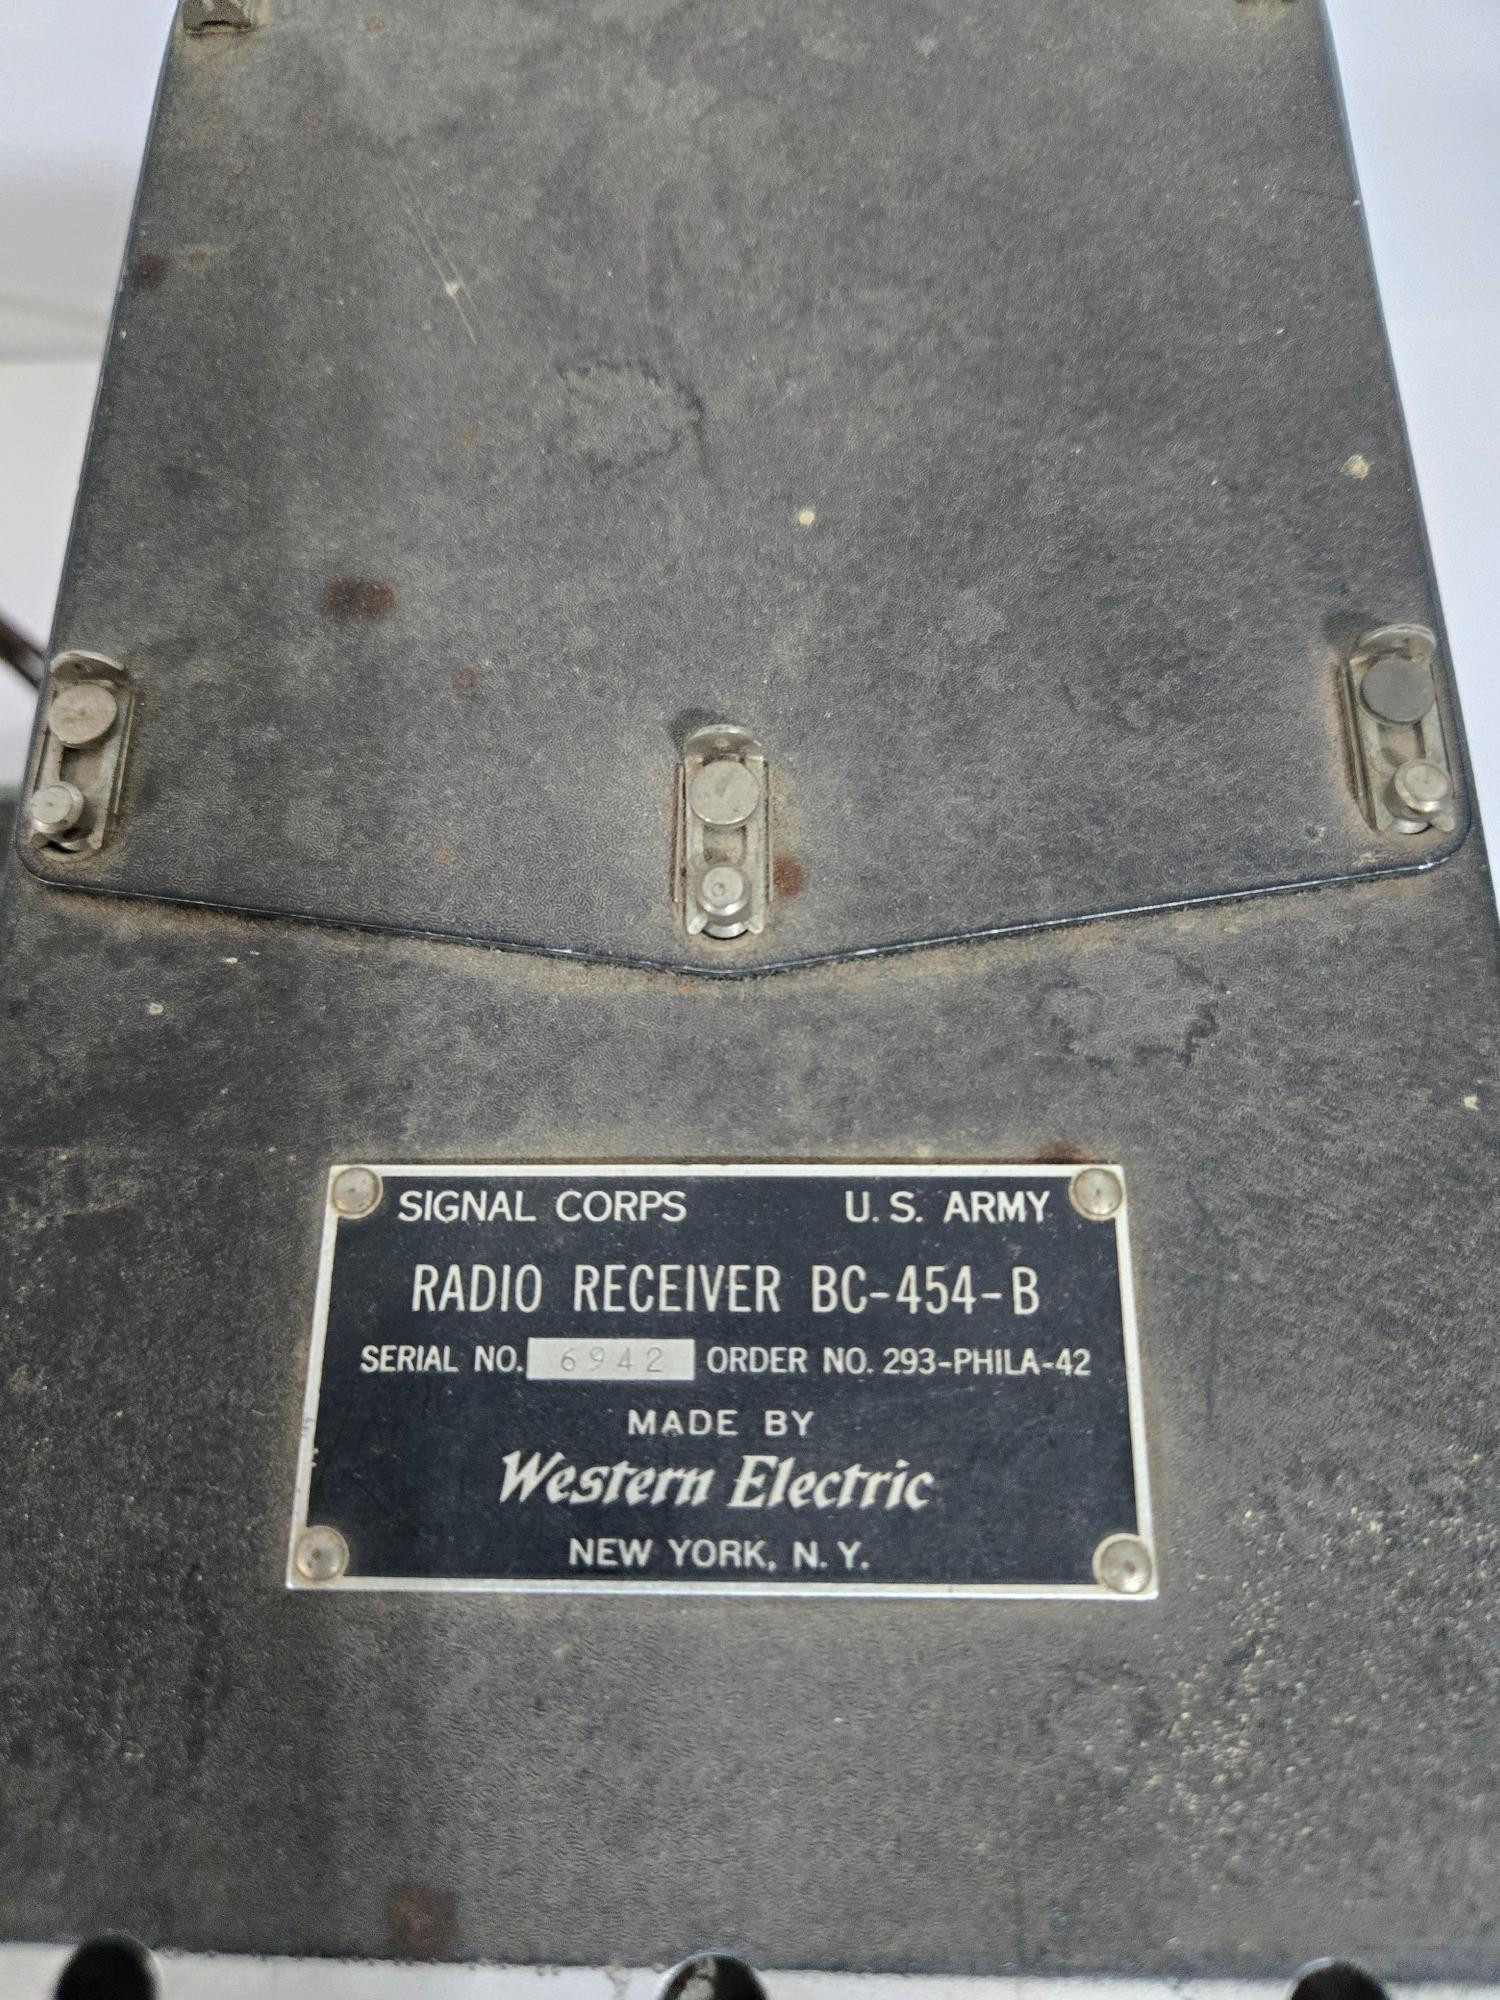 SIGNAL CORPS U.S. ARMY
RADIO RECEIVER BC-454-B
SERIAL NO. 6942 ORDER NO. 293-PHILA-42
MADE BY
Western Electric
NEW YORK, N.Y.